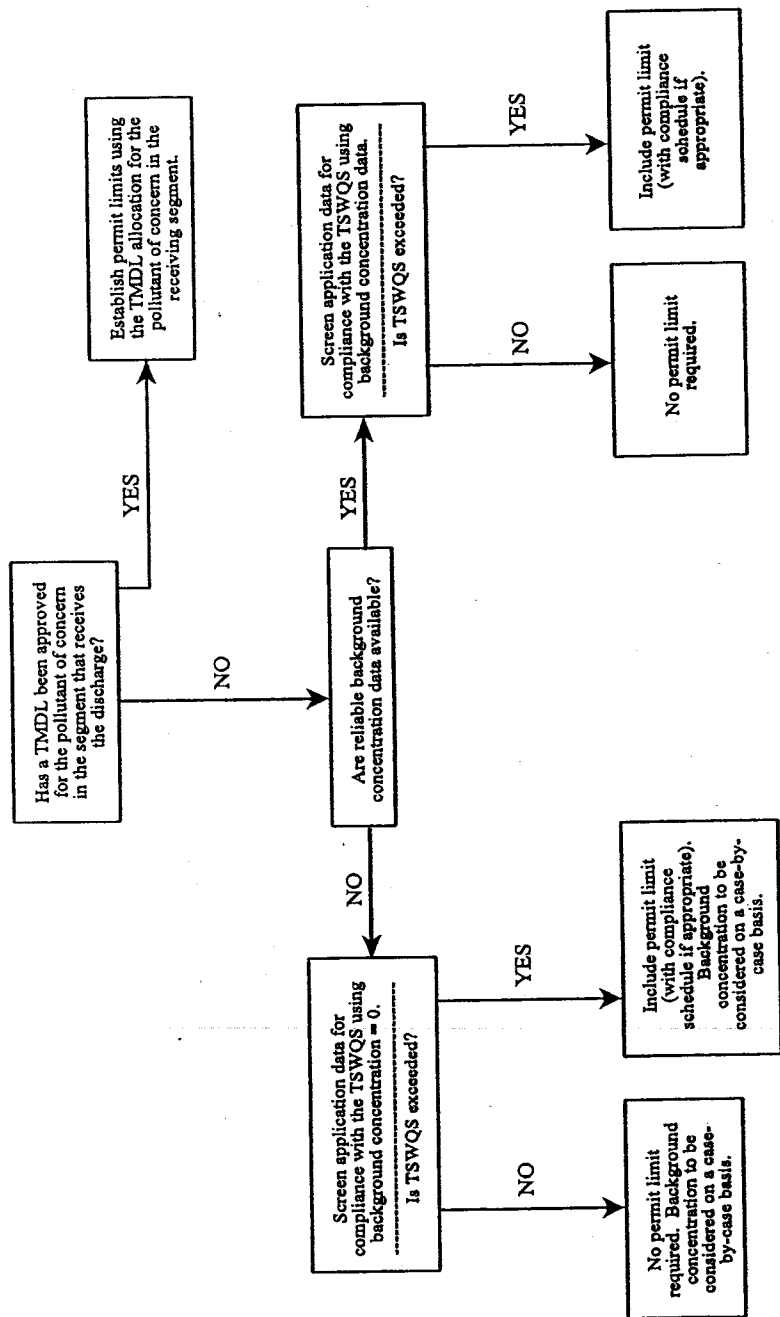 Has a TMDL been approved
for the pollutant of concern
in the segment that receives
the discharge?
YES
Establish permit limits using
the TMDL allocation for the
pollutant of concern in the
receiving segment.
NO
Are reliable background
concentration data available?
NO
YES
Screen application data for
compliance with the TSWQS using
background concentration = 0.
Is TSWQS exceeded?
Screen application data for
compliance with the TSWQS using
background concentration data.
Is TSWQS exceeded?
NO
YES
NO
YES
No permit limit
required. Background
concentration to be
considered on a case-
by-case basis.
Include permit limit
(with compliance
schedule if appropriate).
Background
concentration to be
considered on a case-by-
case basis.
No permit limit
required.
Include permit limit
(with compliance
schedule if
appropriate).